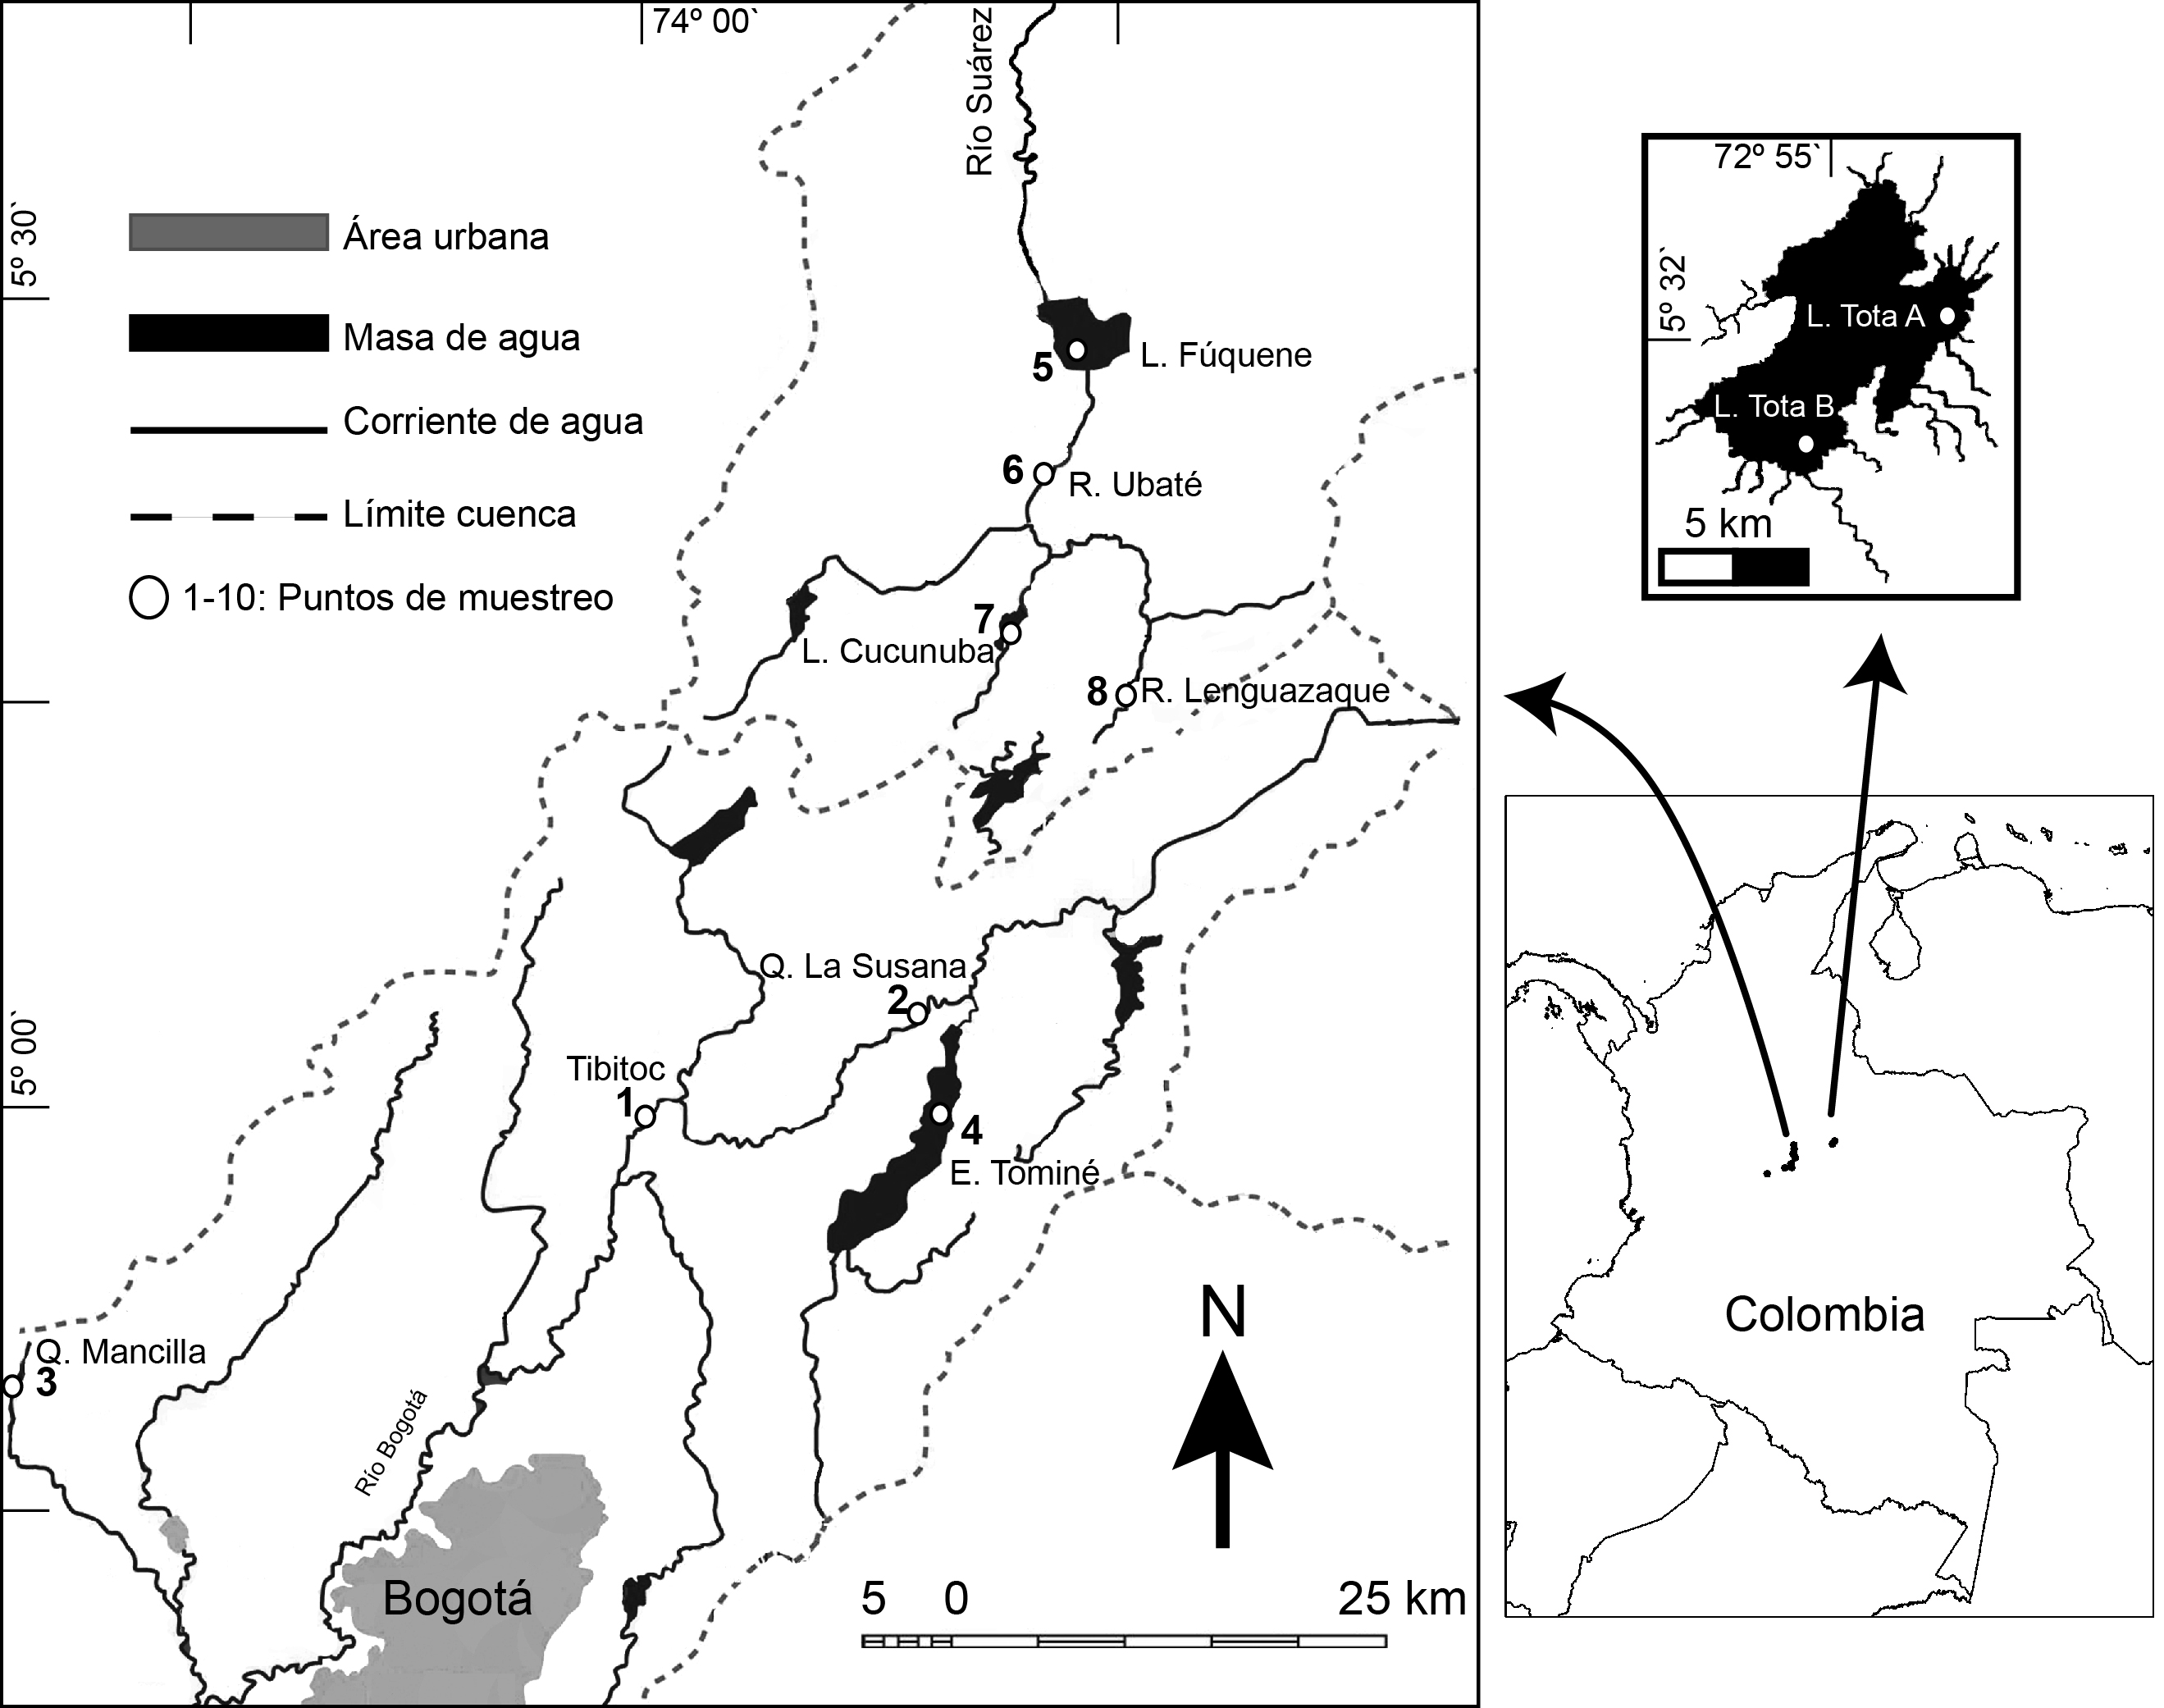 74º 00`
Río Suárez
5º 30`
Área urbana
Masa de agua
Corriente de agua
Límite cuenca
1-10: Puntos de muestreo
5
L. Fúquene
6
R. Ubaté
7
L. Cucunuba
8
R. Lenguazaque
Q. La Susana
2
5º 00`
Tibitoc
1
4
E. Tominé
Q. Mancilla
3
Río Bogotá
Bogotá
N
5 0 25 km
72º 55`
5º 32`
L. Tota A
L. Tota B
5 km
Colombia